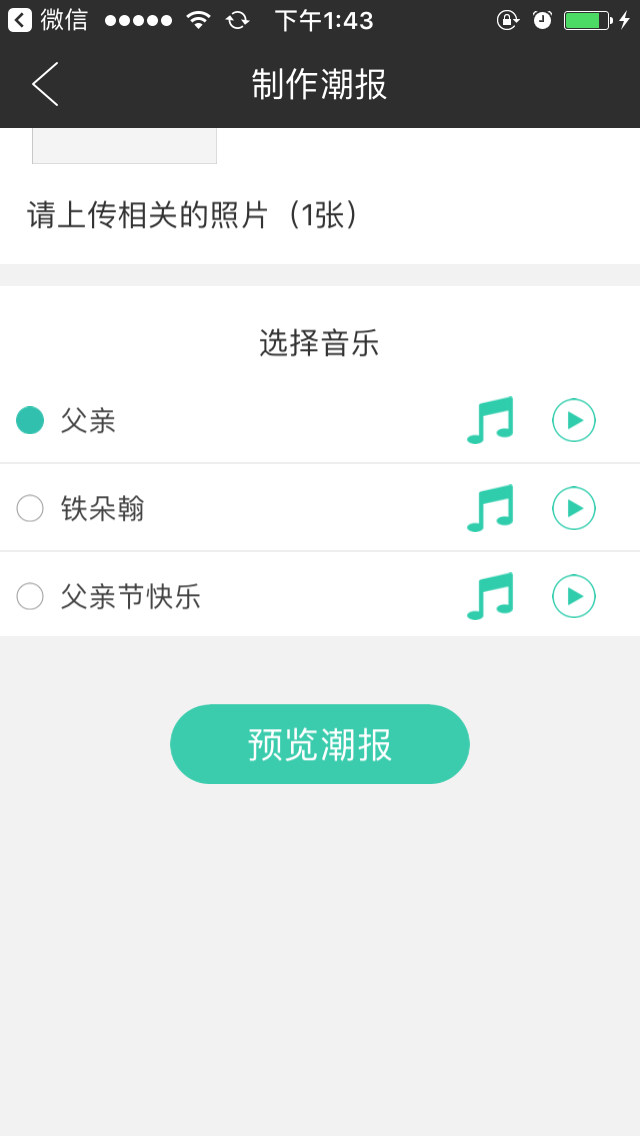 微信 下午1:43
制作潮报
请上传相关的照片（1张）
选择音乐
父亲
铁朵翰
父亲节快乐
预览潮报